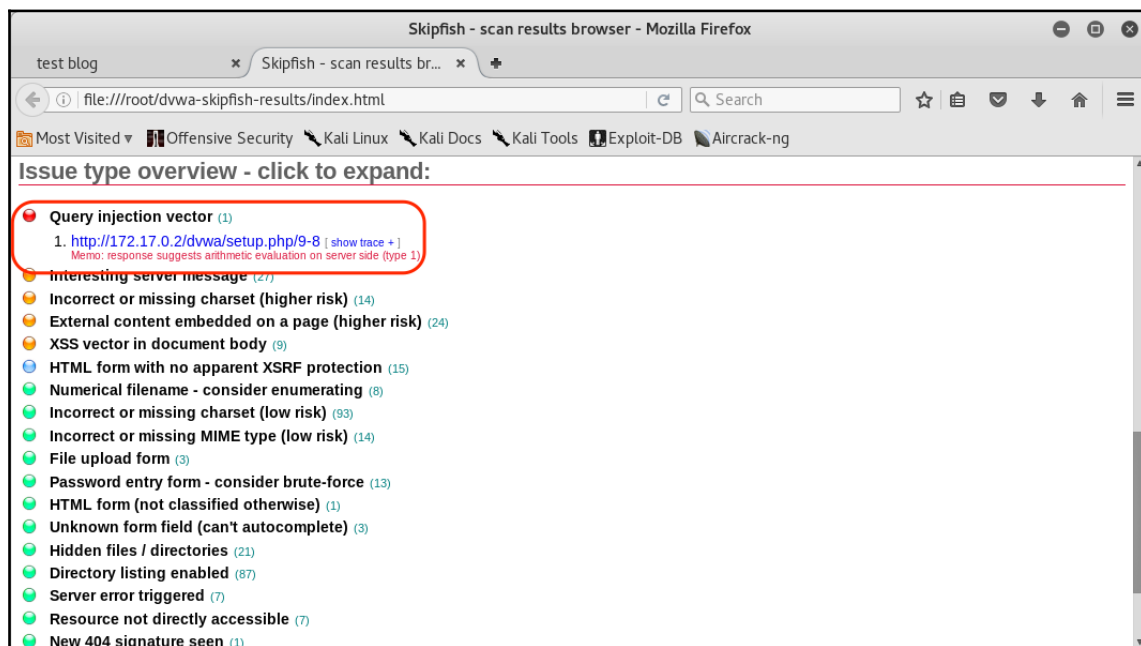 Skipfish - scan results browser - Mozilla Firefox
test blog × Skipfish - scan results br... ×
file:///root/dvwa-skipfish-results/index.html Search
Most Visited Offensive Security Kali Linux Kali Docs Kali Tools Exploit-DB Aircrack-ng
Issue type overview - click to expand:
Query injection vector (1)
1. http://172.17.0.2/dvwa/setup.php/9-8 [ show trace + ]
Memo: response suggests arithmetic evaluation on server side (type 1)
Interesting server message (27)
Incorrect or missing charset (higher risk) (14)
External content embedded on a page (higher risk) (24)
XSS vector in document body (9)
HTML form with no apparent XSRF protection (15)
Numerical filename - consider enumerating (8)
Incorrect or missing charset (low risk) (93)
Incorrect or missing MIME type (low risk) (14)
File upload form (3)
Password entry form - consider brute-force (13)
HTML form (not classified otherwise) (1)
Unknown form field (can't autocomplete) (3)
Hidden files / directories (21)
Directory listing enabled (87)
Server error triggered (7)
Resource not directly accessible (7)
New 404 signature seen (1)